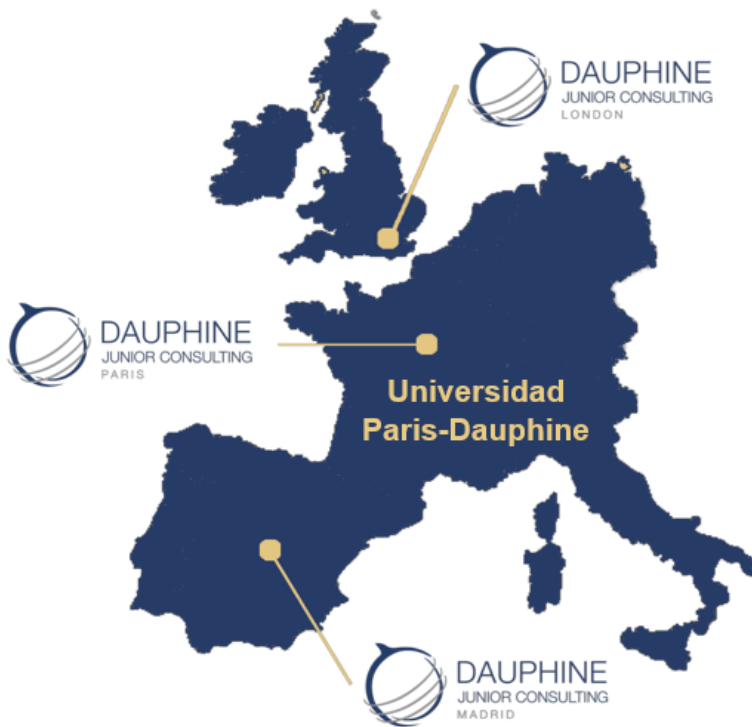 DAUPHINE
JUNIOR CONSULTING
LONDON
DAUPHINE
JUNIOR CONSULTING
PARIS
Universidad
Paris-Dauphine
DAUPHINE
JUNIOR CONSULTING
MADRID